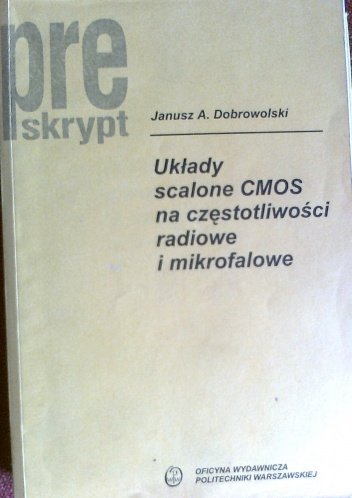 pre
skrypt
Janusz A. Dobrowolski
Układy
scalone CMOS
na częstotliwości
radiowe
i mikrofalowe
OFICYNA WYDAWNICZA
POLITECHNIKI WARSZAWSKIEJ